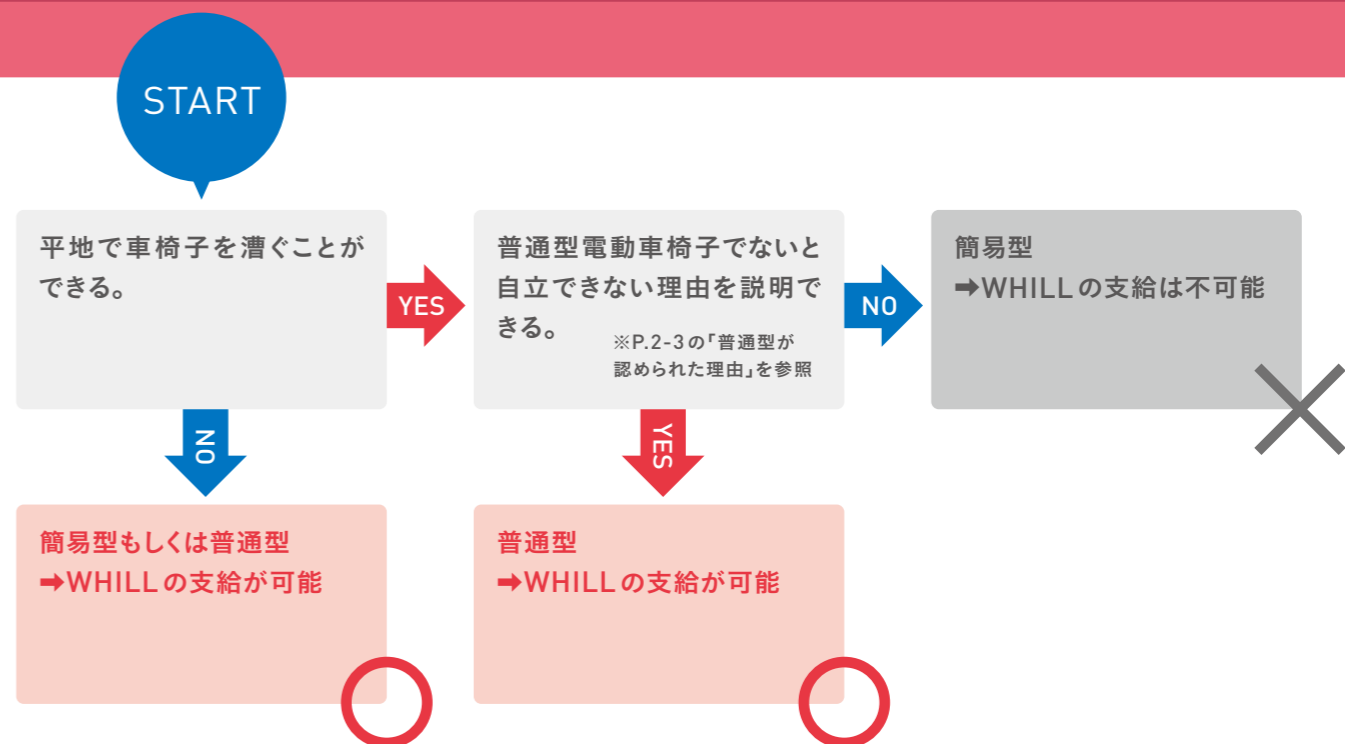 START
平地で車椅子を漕ぐことが
できる。
YES
普通型電動車椅子でないと
自立できない理由を説明で
きる。
※P.2-3の「普通型が
認められた理由」を参照
NO
簡易型
➡WHILLの支給は不可能
NO
YES
簡易型もしくは普通型
➡WHILLの支給が可能
普通型
➡WHILLの支給が可能